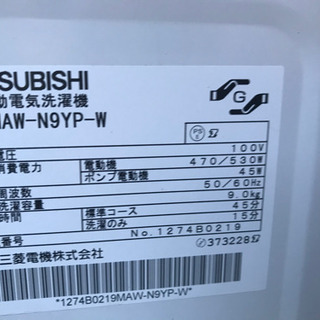 SUBISHI
動電気洗濯機
MAW-N9YP-W
G
PS
E
電圧 100V
消費電力 電動機 470/530W
ポンプ電動機 45W
周波数 50/60Hz
洗濯容量 9.0kg
時間 標準コース 45分
洗濯のみ 15分
番号 No.1274B0219
三菱電機株式会社 373228
*1274B0219MAW-N9YP-W*